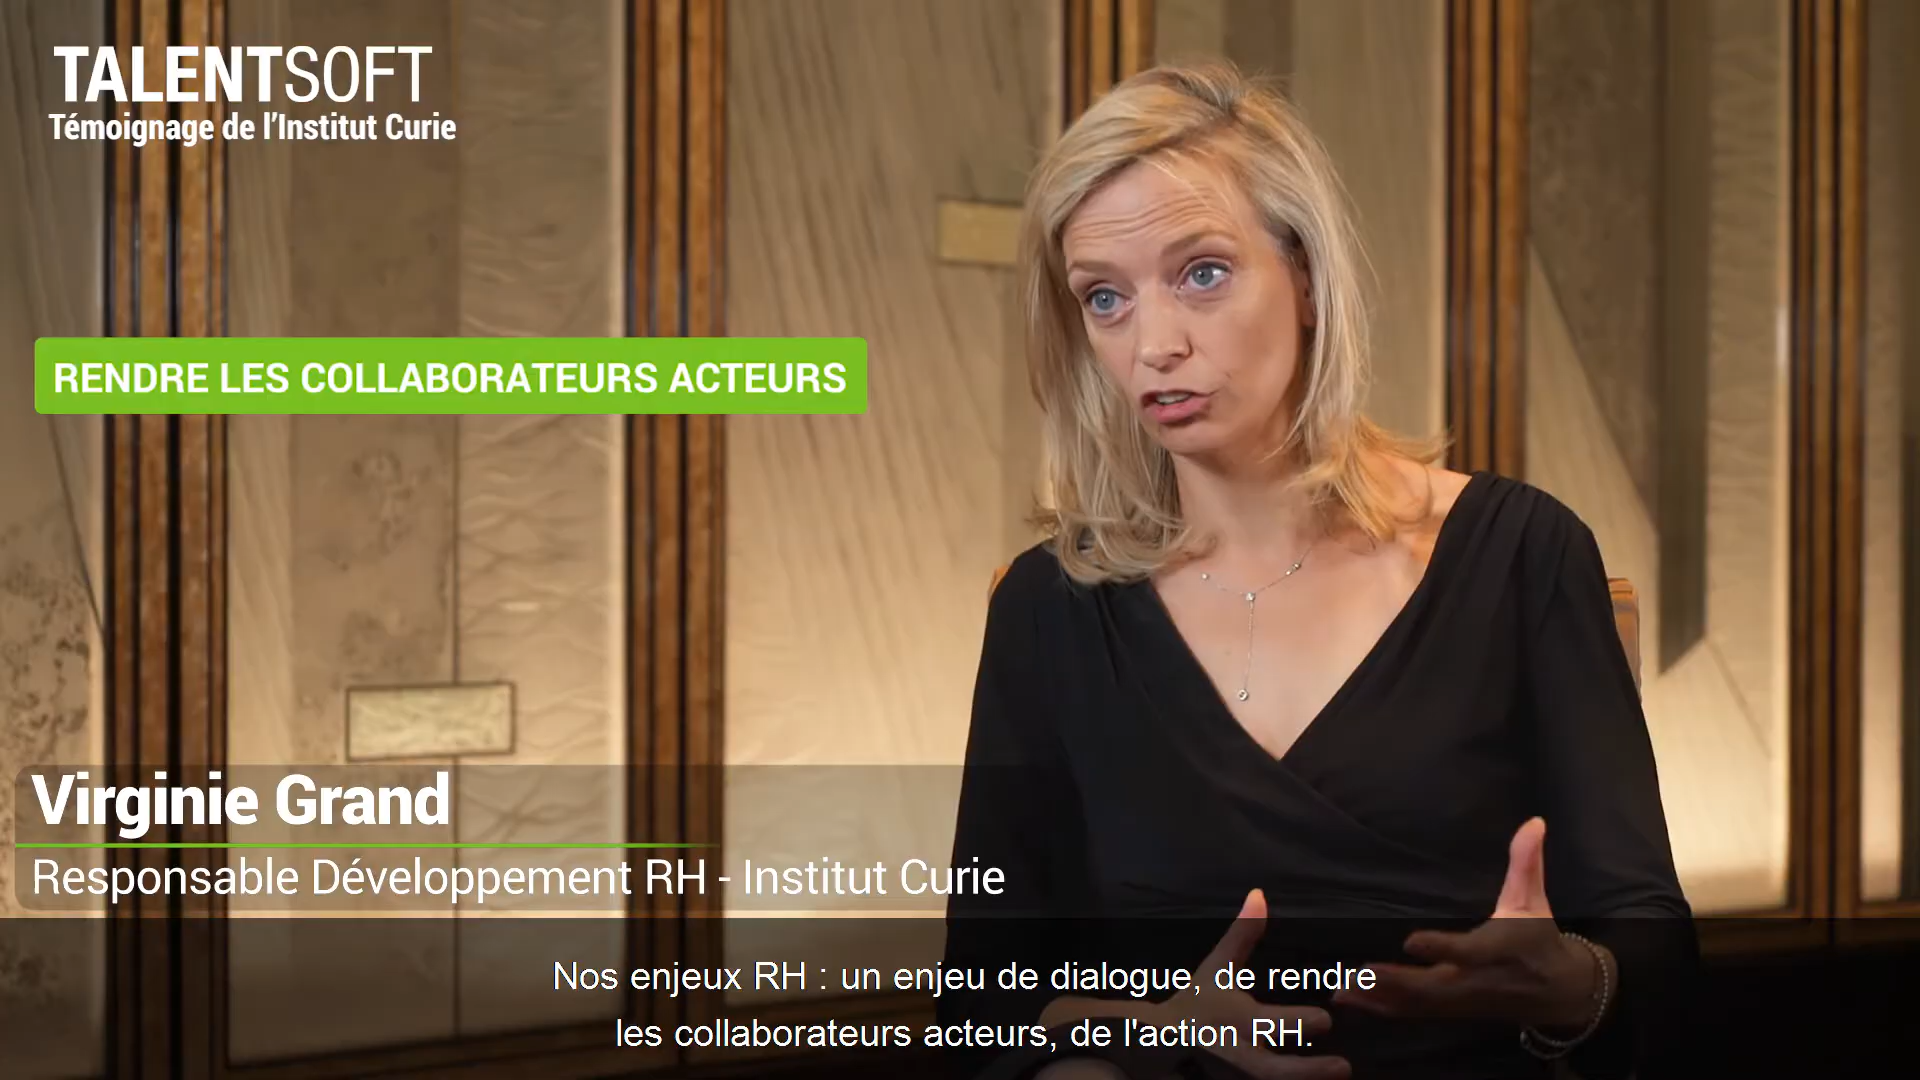 TALENTSOFT
Témoignage de l'Institut Curie
RENDRE LES COLLABORATEURS ACTEURS
Virginie Grand
Responsable Développement RH - Institut Curie
Nos enjeux RH : un enjeu de dialogue, de rendre
les collaborateurs acteurs, de l'action RH.